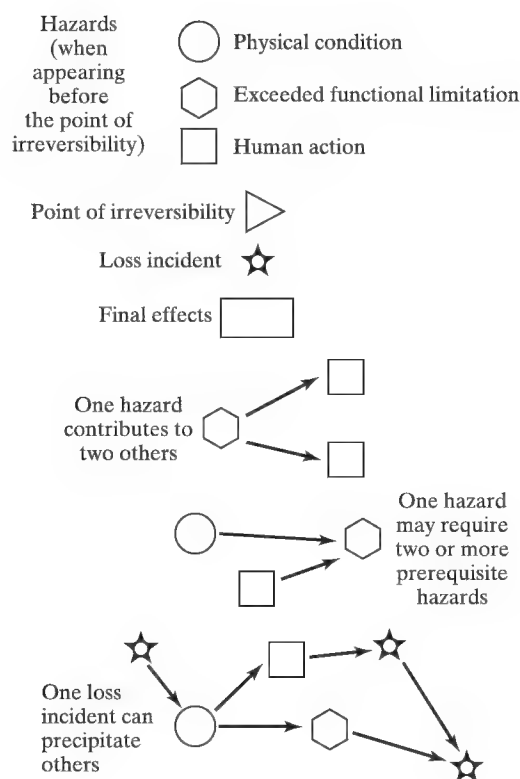 Hazards
(when
appearing
before
the point of
irreversibility)
Physical condition
Exceeded functional limitation
Human action
Point of irreversibility
Loss incident
Final effects
One hazard
contributes to
two others
One hazard
may require
two or more
prerequisite
hazards
One loss
incident can
precipitate
others